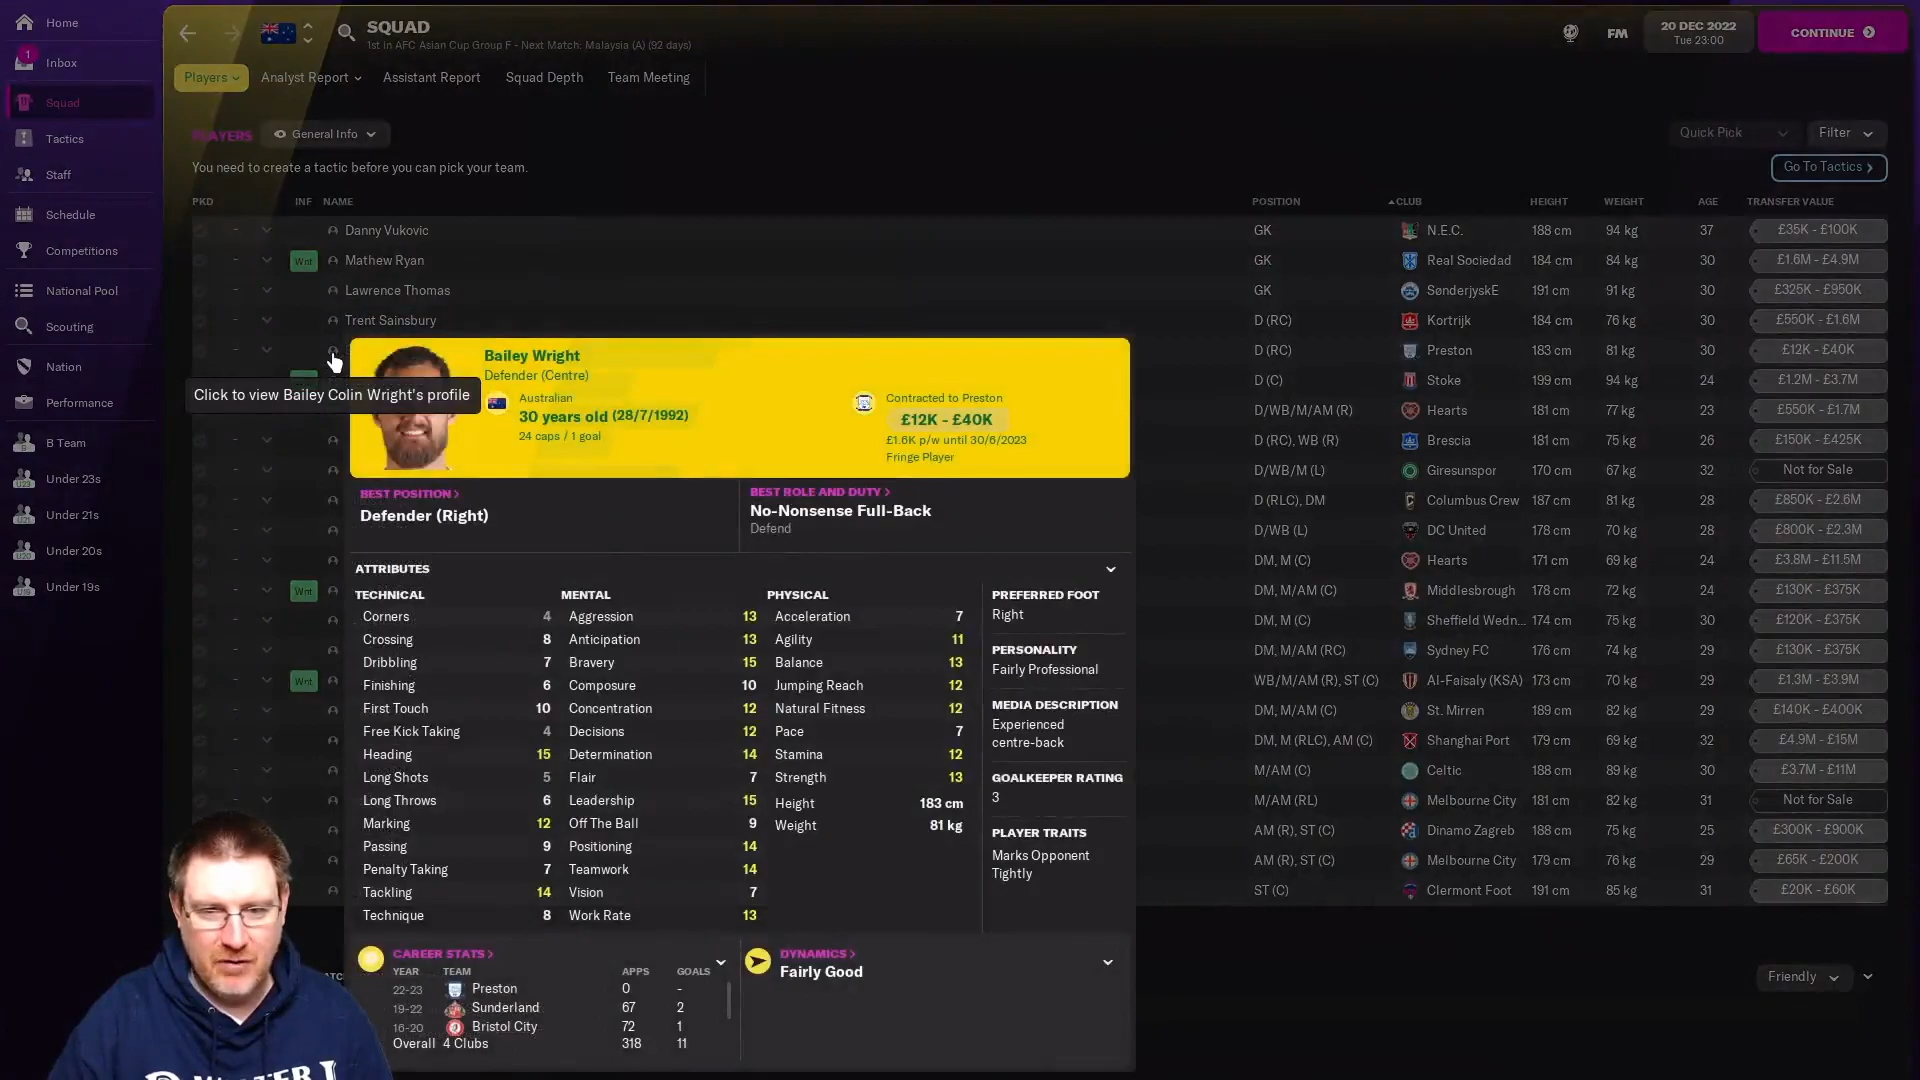 Home
SQUAD
1st In AFC Asian Cup Group F - Next Match: Malaysia (A) (92 days)
FM
20 DEC 2022
Tue 23:00
CONTINUE
1
Inbox
Players
Analyst Report
Assistant Report
Squad Depth
Team Meeting
Squad
Tactics
Staff
Schedule
Competitions
National Pool
Scouting
Nation
Performance
B Team
Under 23s
Under 21s
Under 20s
Under 19s
PLAYERS
General Info
Quick Pick
Filter
You need to create a tactic before you can pick your team.
Go To Tactics >
PKD INF NAME POSITION CLUB HEIGHT WEIGHT AGE TRANSFER VALUE
- Danny Vukovic GK N.E.C. 188 cm 94 kg 37 £35K - £100K
- Wnt Mathew Ryan GK Real Sociedad 184 cm 84 kg 30 £1.6M - £4.9M
- Lawrence Thomas GK SønderjyskE 191 cm 91 kg 30 £325K - £950K
- Trent Sainsbury D (RC) Kortrijk 184 cm 76 kg 30 £550K - £1.6M
- D (RC) Preston 183 cm 81 kg 30 £12K - £40K
D (C) Stoke 199 cm 94 kg 24 £1.2M - £3.7M
D/WB/M/AM (R) Hearts 181 cm 77 kg 23 £550K - £1.7M
- D (RC), WB (R) Brescia 181 cm 75 kg 26 £150K - £425K
- D/WB/M (L) Giresunspor 170 cm 67 kg 32 Not for Sale
- D (RLC), DM Columbus Crew 187 cm 81 kg 28 £850K - £2.6M
- D/WB (L) DC United 178 cm 70 kg 28 £800K - £2.3M
- DM, M (C) Hearts 171 cm 69 kg 24 £3.8M - £11.5M
- Wnt DM, M/AM (C) Middlesbrough 178 cm 72 kg 24 £130K - £375K
- DM, M (C) Sheffield Wedn... 174 cm 75 kg 30 £120K - £375K
- DM, M/AM (RC) Sydney FC 176 cm 74 kg 29 £130K - £375K
- Wnt WB/M/AM (R), ST (C) Al-Faisaly (KSA) 173 cm 70 kg 29 £1.3M - £3.9M
- DM, M/AM (C) St. Mirren 189 cm 82 kg 29 £140K - £400K
- DM, M (RLC), AM (C) Shanghai Port 179 cm 69 kg 32 £4.9M - £15M
- M/AM (C) Celtic 188 cm 89 kg 30 £3.7M - £11M
- M/AM (RL) Melbourne City 181 cm 82 kg 31 Not for Sale
AM (R), ST (C) Dinamo Zagreb 188 cm 75 kg 25 £300K - £900K
AM (R), ST (C) Melbourne City 179 cm 76 kg 29 £65K - £200K
ST (C) Clermont Foot 191 cm 85 kg 31 £20K - £60K
Friendly
Click to view Bailey Colin Wright's profile
Bailey Wright
Defender (Centre)
Australian
30 years old (28/7/1992)
24 caps / 1 goal
Contracted to Preston
£12K - £40K
£1.6K p/w until 30/6/2023
Fringe Player
BEST POSITION >
Defender (Right)
BEST ROLE AND DUTY >
No-Nonsense Full-Back
Defend
ATTRIBUTES
TECHNICAL MENTAL PHYSICAL
Corners 4 Aggression 13 Acceleration 7
Crossing 8 Anticipation 13 Agility 11
Dribbling 7 Bravery 15 Balance 13
Finishing 6 Composure 10 Jumping Reach 12
First Touch 10 Concentration 12 Natural Fitness 12
Free Kick Taking 4 Decisions 12 Pace 7
Heading 15 Determination 14 Stamina 12
Long Shots 5 Flair 7 Strength 13
Long Throws 6 Leadership 15 Height 183 cm
Marking 12 Off The Ball 9 Weight 81 kg
Passing 9 Positioning 14
Penalty Taking 7 Teamwork 14
Tackling 14 Vision 7
Technique 8 Work Rate 13
PREFERRED FOOT
Right
PERSONALITY
Fairly Professional
MEDIA DESCRIPTION
Experienced
centre-back
GOALKEEPER RATING
3
PLAYER TRAITS
Marks Opponent
Tightly
CAREER STATS >
YEAR TEAM APPS GOALS
22-23 Preston 0 -
19-22 Sunderland 67 2
16-20 Bristol City 72 1
Overall 4 Clubs 318 11
DYNAMICS >
Fairly Good